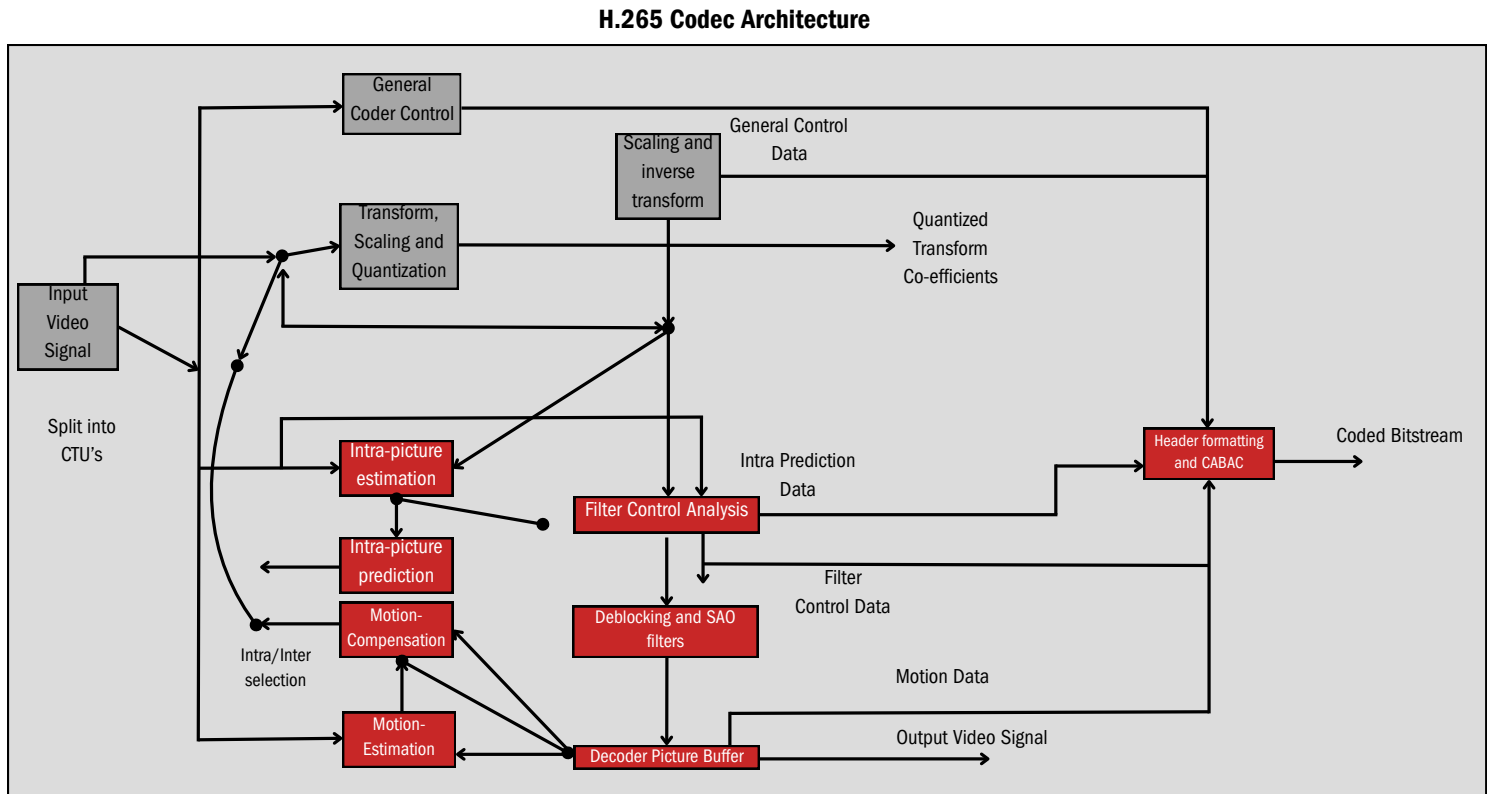 H.265 Codec Architecture
General
Coder Control
General Control
Data
Scaling and
inverse
transform
Transform,
Scaling and
Quantization
Quantized
Transform
Co-efficients
Input
Video
Signal
Split into
CTU's
Intra-picture
estimation
Intra Prediction
Data
Header formatting
and CABAC
Coded Bitstream
Filter Control Analysis
Intra-picture
prediction
Filter
Control Data
Motion-
Compensation
Deblocking and SAO
filters
Intra/Inter
selection
Motion Data
Motion-
Estimation
Decoder Picture Buffer
Output Video Signal